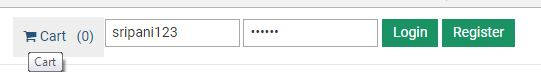 Cart (0) sripani123 •••••• Login Register
Cart